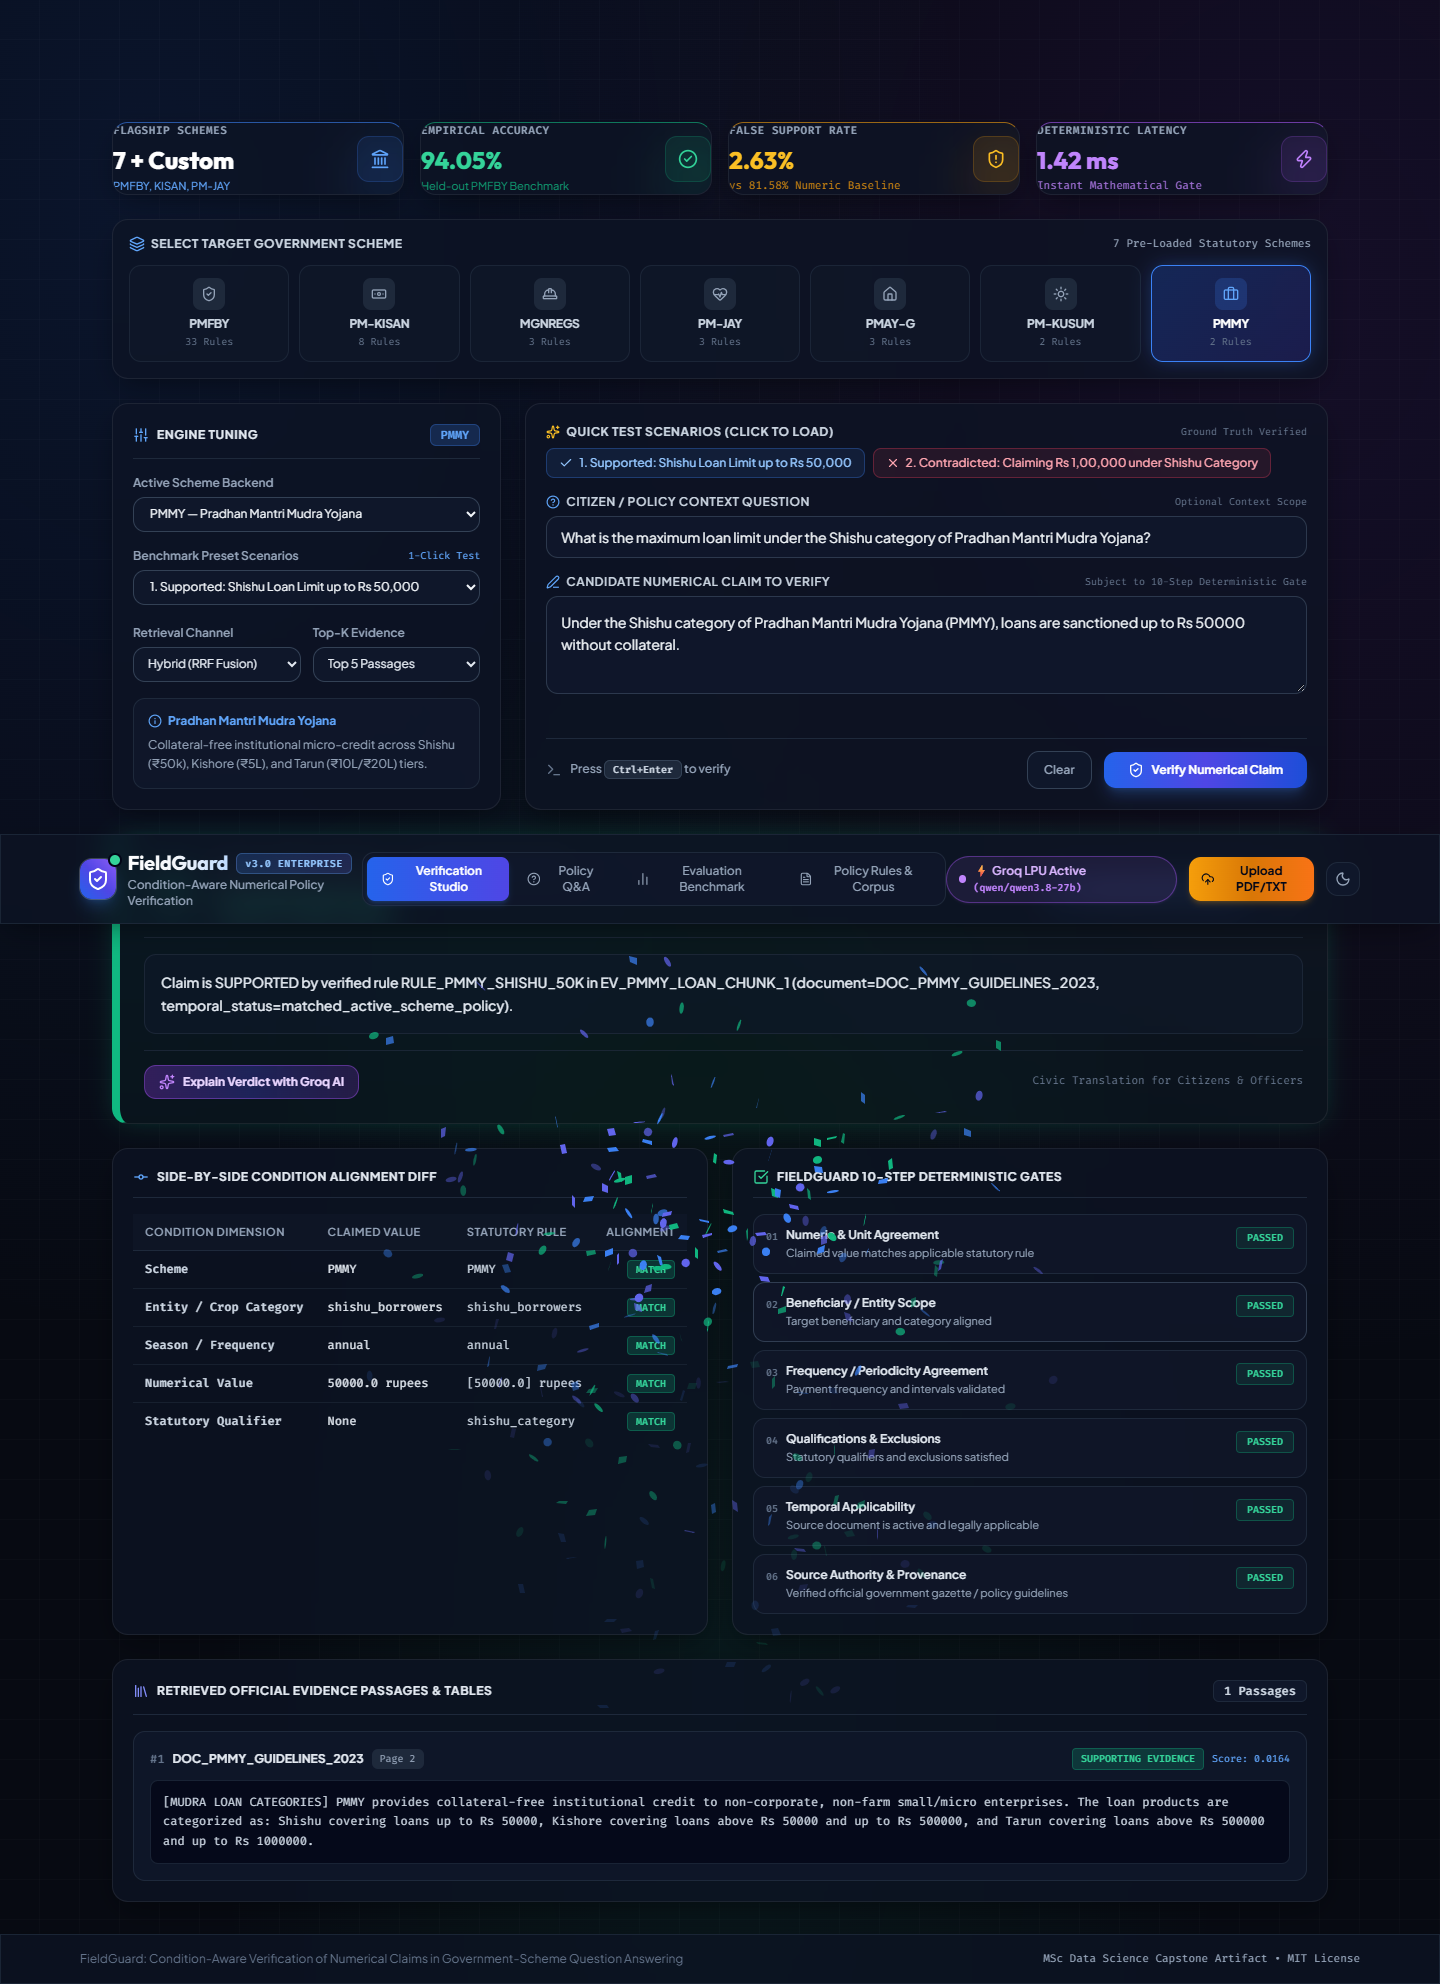 FLAGSHIP SCHEMES
7 + Custom
PMFBY, KISAN, PM-JAY
EMPIRICAL ACCURACY
94.05%
Held-out PMFBY Benchmark
FALSE SUPPORT RATE
2.63%
vs 81.58% Numeric Baseline
DETERMINISTIC LATENCY
1.42 ms
Instant Mathematical Gate
SELECT TARGET GOVERNMENT SCHEME
7 Pre-Loaded Statutory Schemes
PMFBY
33 Rules
PM-KISAN
8 Rules
MGNREGS
3 Rules
PM-JAY
3 Rules
PMAY-G
3 Rules
PM-KUSUM
2 Rules
PMMY
2 Rules
ENGINE TUNING
PMMY
Active Scheme Backend
PMMY — Pradhan Mantri Mudra Yojana
Benchmark Preset Scenarios
1-Click Test
1. Supported: Shishu Loan Limit up to Rs 50,000
Retrieval Channel
Top-K Evidence
Hybrid (RRF Fusion)
Top 5 Passages
Pradhan Mantri Mudra Yojana
Collateral-free institutional micro-credit across Shishu
(₹50k), Kishore (₹5L), and Tarun (₹10L/₹20L) tiers.
QUICK TEST SCENARIOS (CLICK TO LOAD)
Ground Truth Verified
1. Supported: Shishu Loan Limit up to Rs 50,000
2. Contradicted: Claiming Rs 1,00,000 under Shishu Category
CITIZEN / POLICY CONTEXT QUESTION
Optional Context Scope
What is the maximum loan limit under the Shishu category of Pradhan Mantri Mudra Yojana?
CANDIDATE NUMERICAL CLAIM TO VERIFY
Subject to 10-Step Deterministic Gate
Under the Shishu category of Pradhan Mantri Mudra Yojana (PMMY), loans are sanctioned up to Rs 50000
without collateral.
Press Ctrl+Enter to verify
Clear
Verify Numerical Claim
FieldGuard
v3.0 ENTERPRISE
Condition-Aware Numerical Policy
Verification
Verification
Studio
Policy
Q&A
Evaluation
Benchmark
Policy Rules &
Corpus
Groq LPU Active
(qwen/qwen3.8-27b)
Upload
PDF/TXT
Claim is SUPPORTED by verified rule RULE_PMMY_SHISHU_50K in EV_PMMY_LOAN_CHUNK_1 (document=DOC_PMMY_GUIDELINES_2023,
temporal_status=matched_active_scheme_policy).
Explain Verdict with Groq AI
Civic Translation for Citizens & Officers
SIDE-BY-SIDE CONDITION ALIGNMENT DIFF
CONDITION DIMENSION
CLAIMED VALUE
STATUTORY RULE
ALIGNMENT
Scheme
PMMY
PMMY
MATCH
Entity / Crop Category
shishu_borrowers
shishu_borrowers
MATCH
Season / Frequency
annual
annual
MATCH
Numerical Value
50000.0 rupees
[50000.0] rupees
MATCH
Statutory Qualifier
None
shishu_category
MATCH
FIELDGUARD 10-STEP DETERMINISTIC GATES
01
Numeric & Unit Agreement
Claimed value matches applicable statutory rule
PASSED
02
Beneficiary / Entity Scope
Target beneficiary and category aligned
PASSED
03
Frequency / Periodicity Agreement
Payment frequency and intervals validated
PASSED
04
Qualifications & Exclusions
Statutory qualifiers and exclusions satisfied
PASSED
05
Temporal Applicability
Source document is active and legally applicable
PASSED
06
Source Authority & Provenance
Verified official government gazette / policy guidelines
PASSED
RETRIEVED OFFICIAL EVIDENCE PASSAGES & TABLES
1 Passages
#1
DOC_PMMY_GUIDELINES_2023
Page 2
SUPPORTING EVIDENCE
Score: 0.0164
[MUDRA LOAN CATEGORIES] PMMY provides collateral-free institutional credit to non-corporate, non-farm small/micro enterprises. The loan products are
categorized as: Shishu covering loans up to Rs 50000, Kishore covering loans above Rs 50000 and up to Rs 500000, and Tarun covering loans above Rs 500000
and up to Rs 1000000.
FieldGuard: Condition-Aware Verification of Numerical Claims in Government-Scheme Question Answering
MSc Data Science Capstone Artifact • MIT License